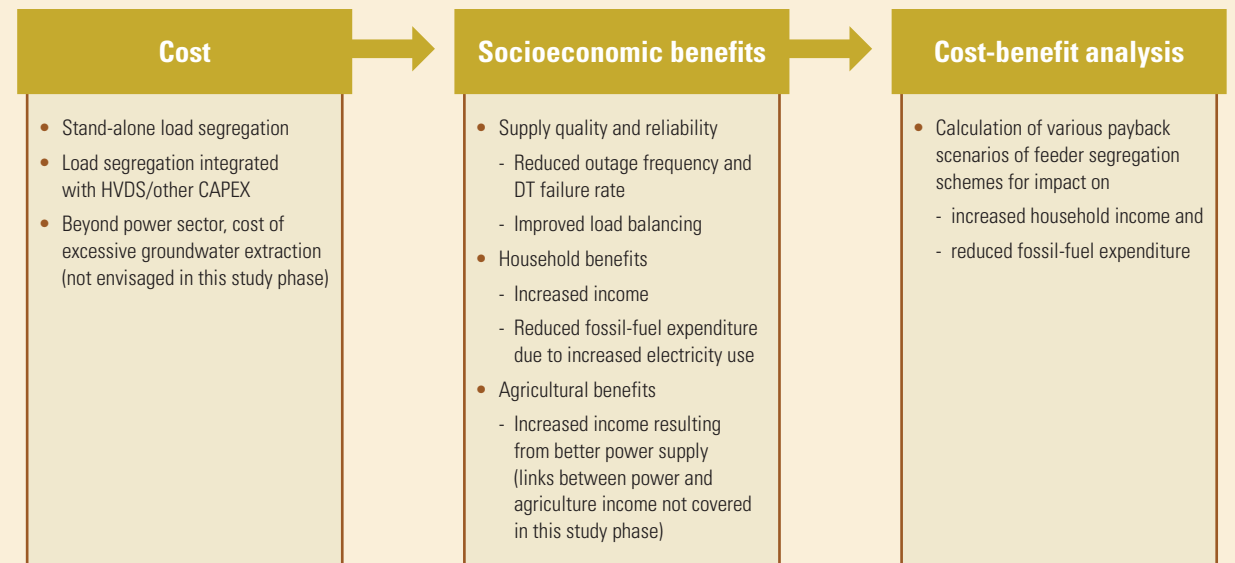 Cost
• Stand-alone load segregation
• Load segregation integrated
with HVDS/other CAPEX
• Beyond power sector, cost of
excessive groundwater extraction
(not envisaged in this study phase)
Socioeconomic benefits
• Supply quality and reliability
- Reduced outage frequency and
DT failure rate
- Improved load balancing
• Household benefits
- Increased income
- Reduced fossil-fuel expenditure
due to increased electricity use
• Agricultural benefits
- Increased income resulting
from better power supply
(links between power and
agriculture income not covered
in this study phase)
Cost-benefit analysis
• Calculation of various payback
scenarios of feeder segregation
schemes for impact on
- increased household income and
- reduced fossil-fuel expenditure